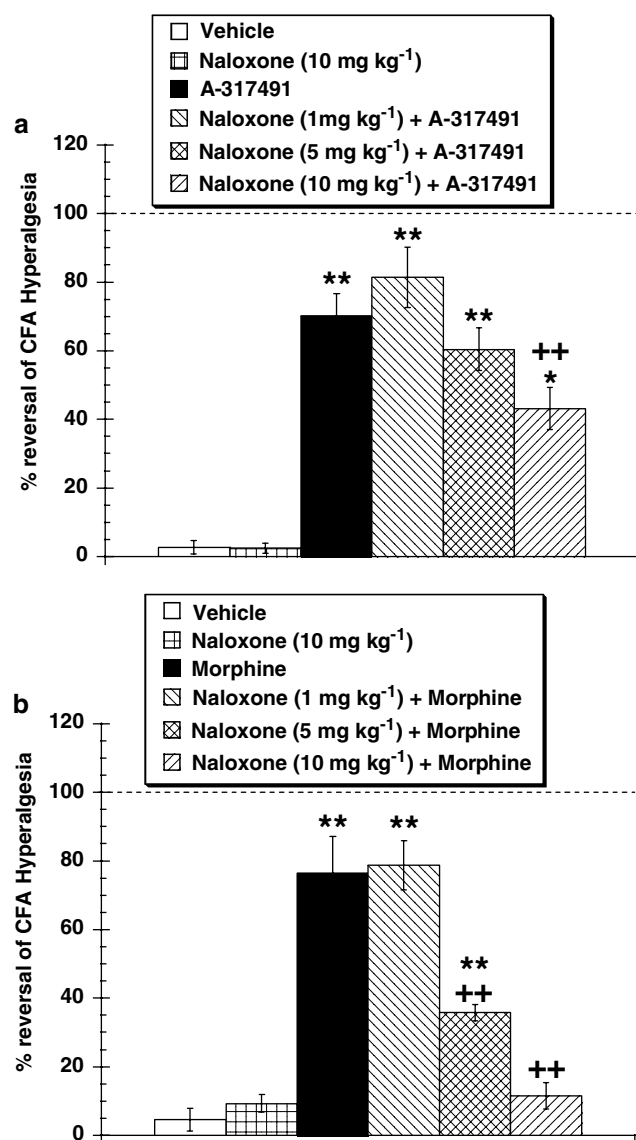 Vehicle
Naloxone (10 mg kg-1)
A-317491
Naloxone (1mg kg-1) + A-317491
Naloxone (5 mg kg-1) + A-317491
Naloxone (10 mg kg-1) + A-317491
a
% reversal of CFA Hyperalgesia
120
100
80
60
40
20
0
**
**
**
++
*
Vehicle
Naloxone (10 mg kg-1)
Morphine
Naloxone (1 mg kg-1) + Morphine
Naloxone (5 mg kg-1) + Morphine
Naloxone (10 mg kg-1) + Morphine
b
% reversal of CFA Hyperalgesia
120
100
80
60
40
20
0
**
**
**
++
++